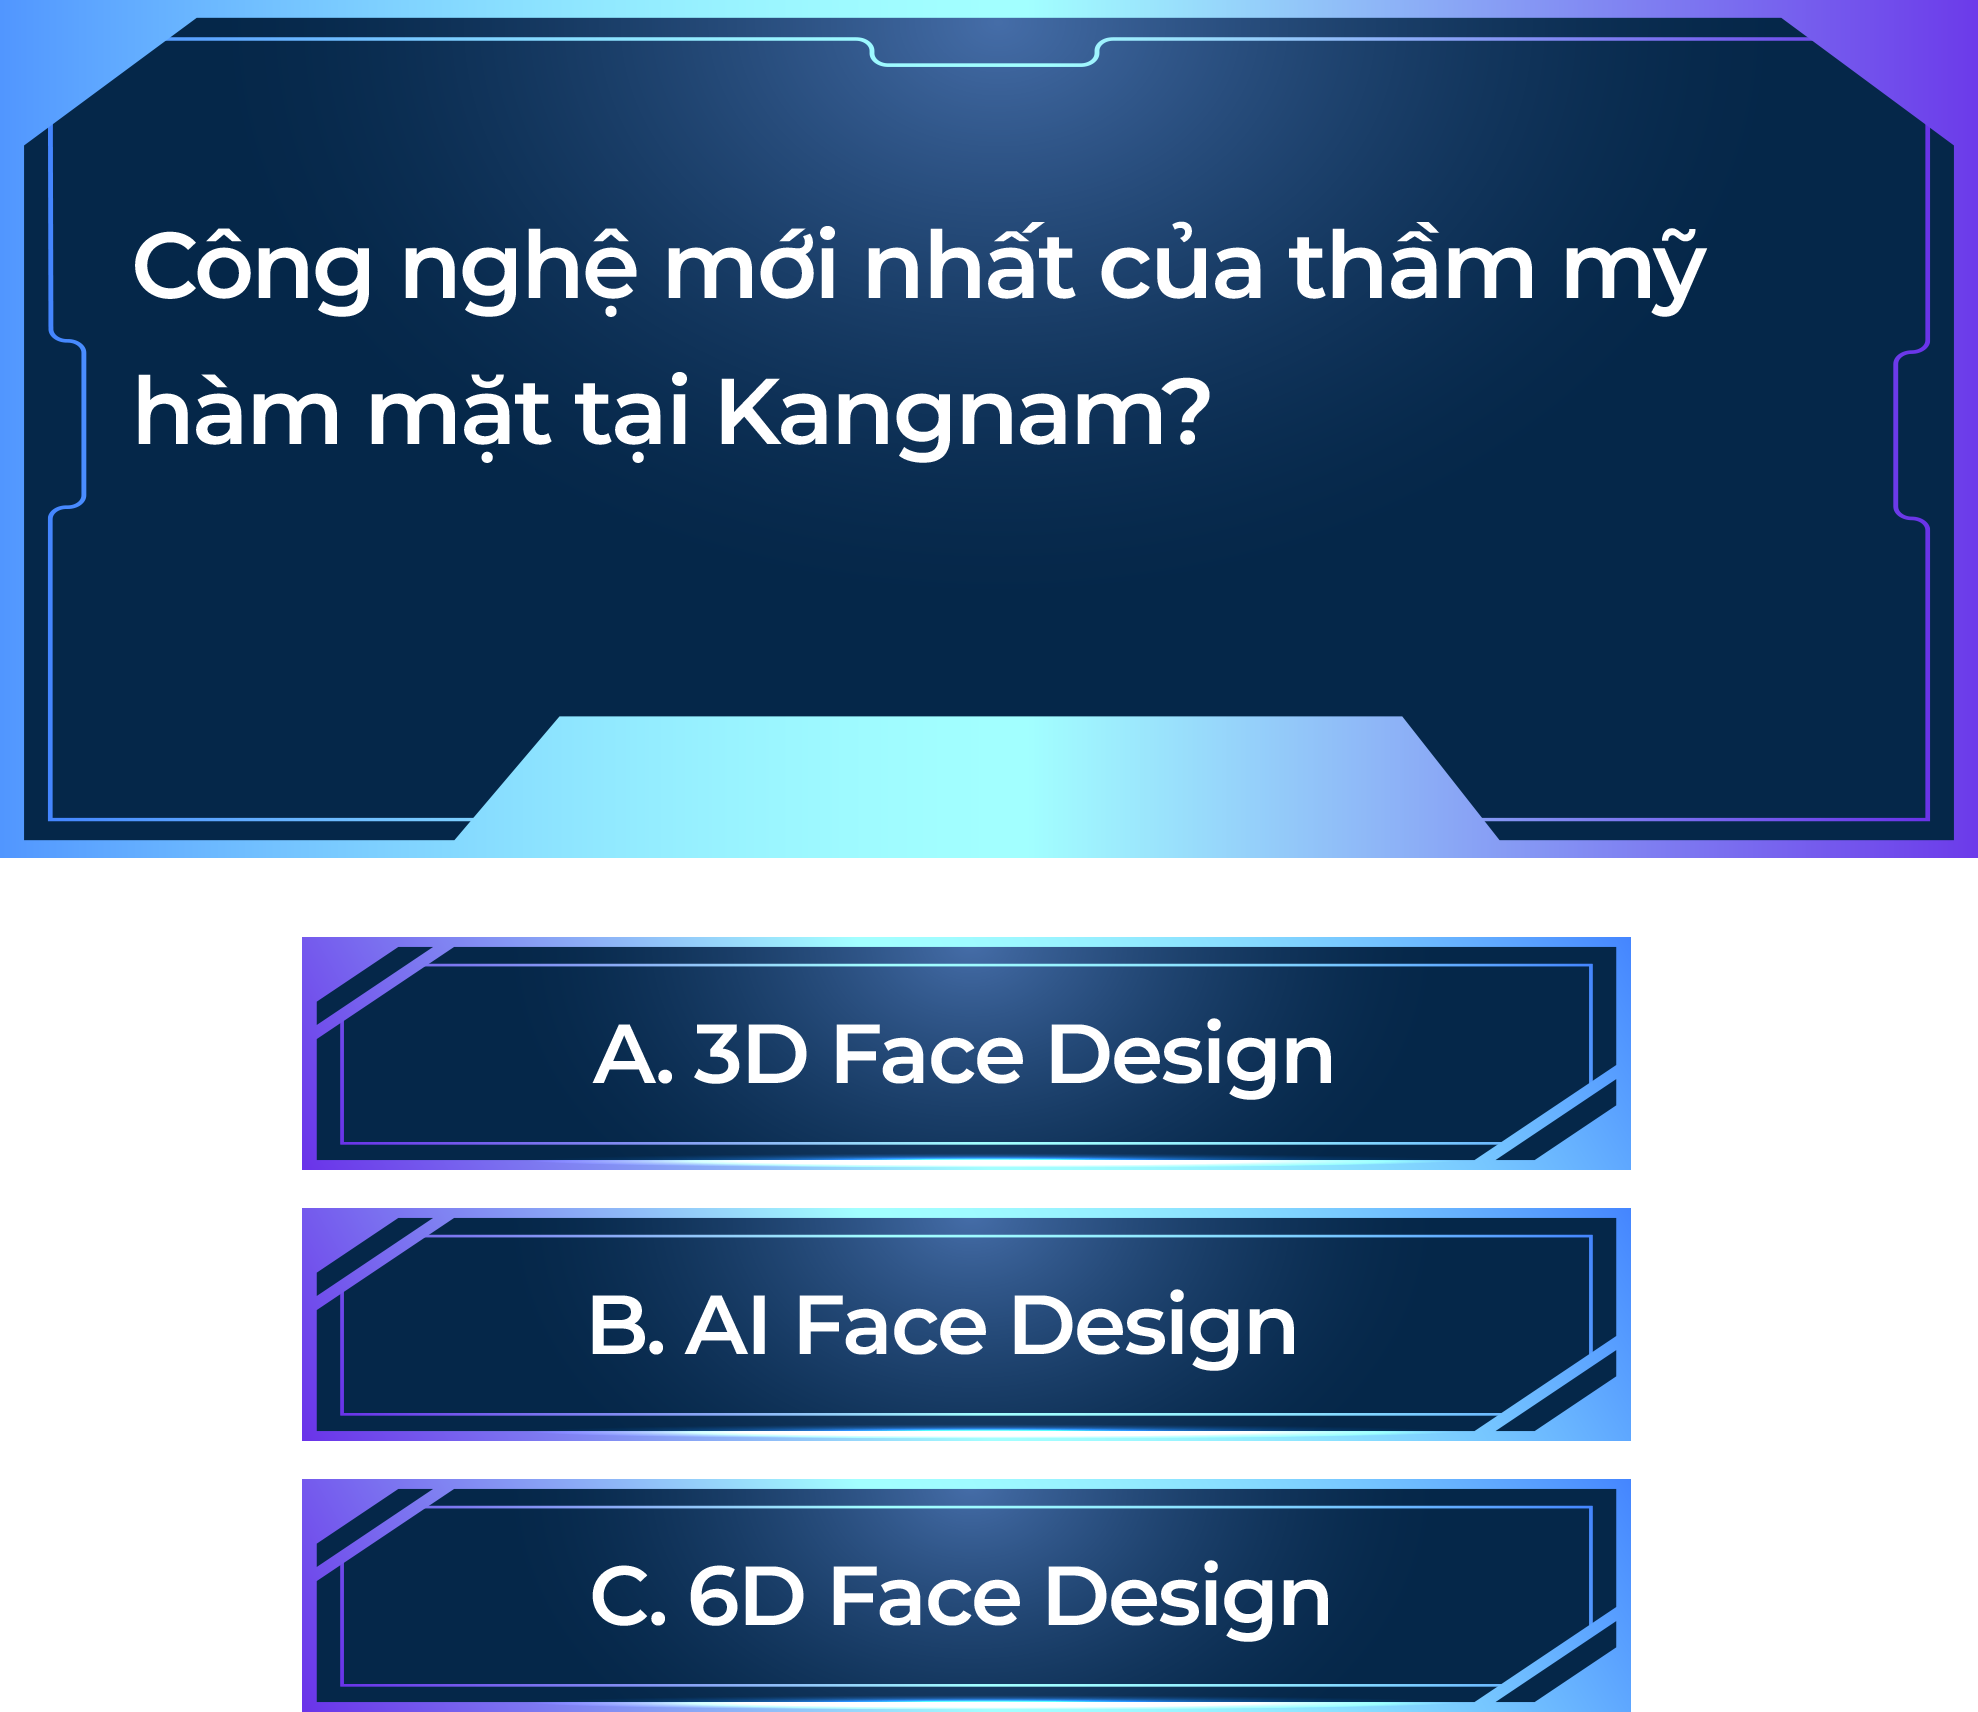 Công nghệ mới nhất của thầm mỹ
hàm mặt tại Kangnam?
A. 3D Face Design
B. AI Face Design
C. 6D Face Design